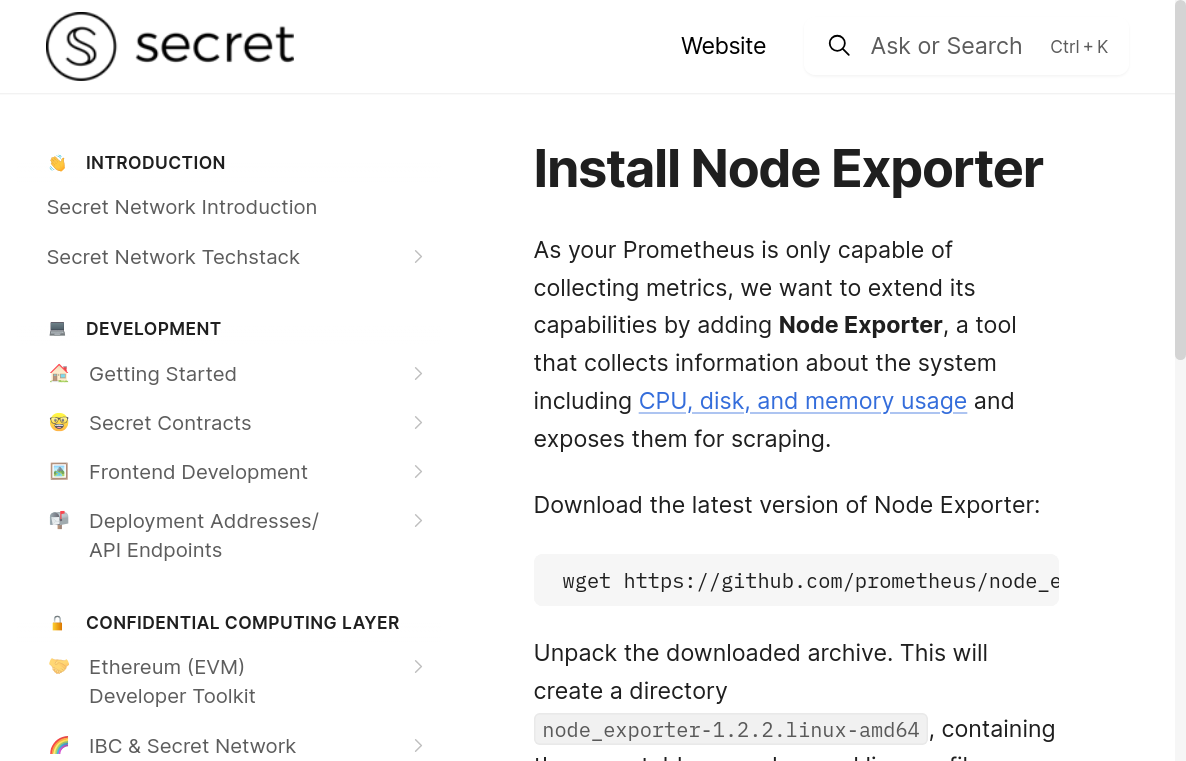 secret
Website
Ask or Search Ctrl + K
INTRODUCTION
Secret Network Introduction
Secret Network Techstack
DEVELOPMENT
Getting Started
Secret Contracts
Frontend Development
Deployment Addresses/
API Endpoints
CONFIDENTIAL COMPUTING LAYER
Ethereum (EVM)
Developer Toolkit
IBC & Secret Network
Install Node Exporter
As your Prometheus is only capable of
collecting metrics, we want to extend its
capabilities by adding Node Exporter, a tool
that collects information about the system
including CPU, disk, and memory usage and
exposes them for scraping.
Download the latest version of Node Exporter:
wget https://github.com/prometheus/node_e
Unpack the downloaded archive. This will
create a directory
node_exporter-1.2.2.linux-amd64, containing